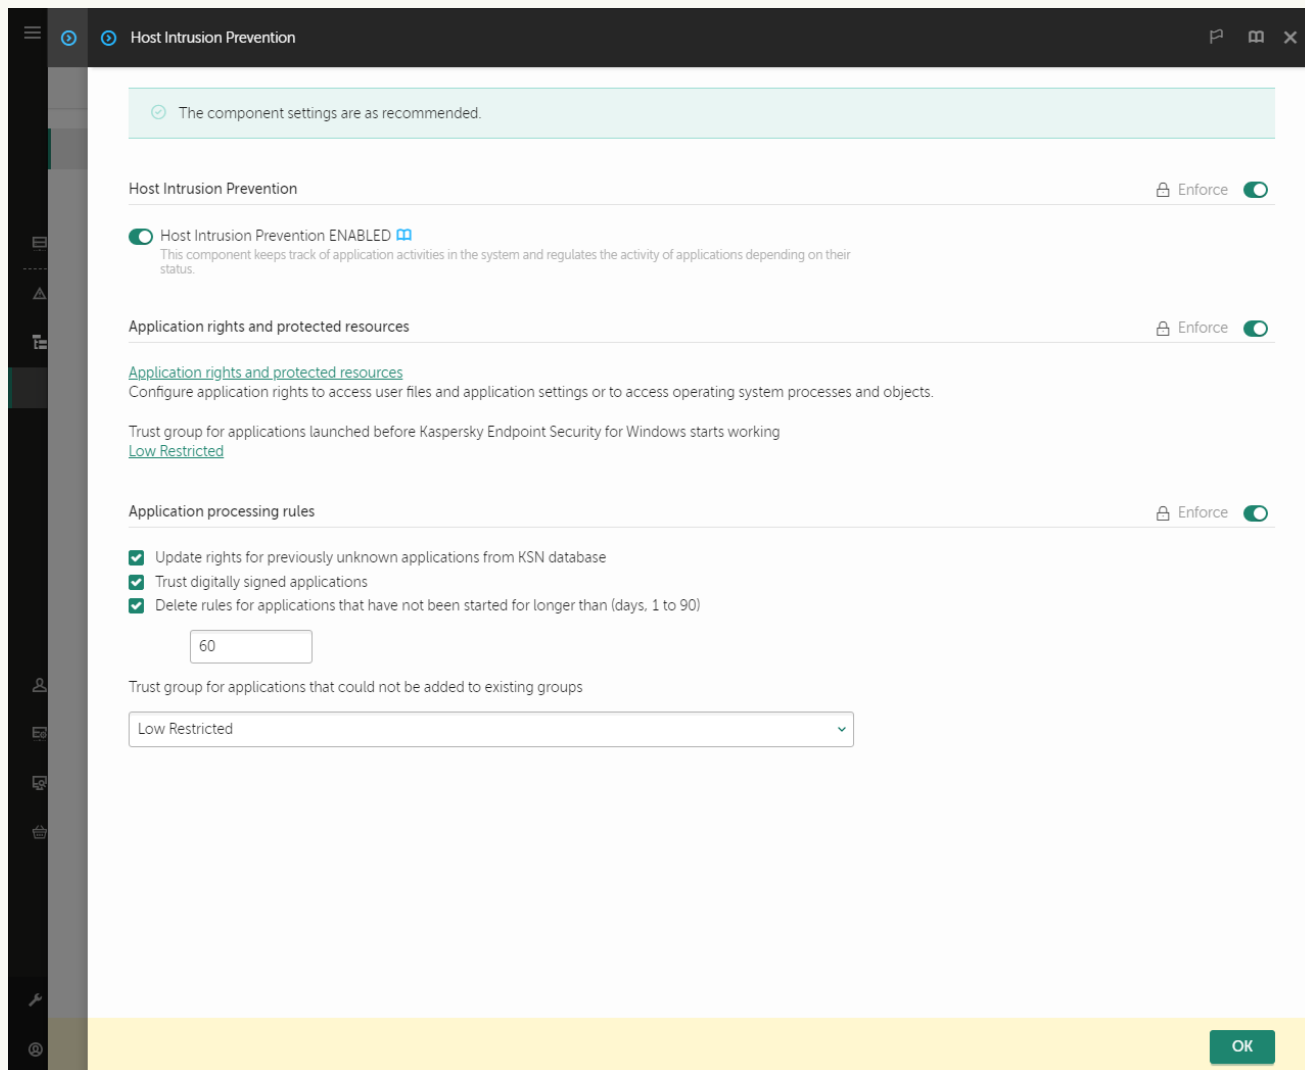 Host Intrusion Prevention
The component settings are as recommended.
Host Intrusion Prevention
Enforce
Host Intrusion Prevention ENABLED
This component keeps track of application activities in the system and regulates the activity of applications depending on their
status.
Application rights and protected resources
Enforce
Application rights and protected resources
Configure application rights to access user files and application settings or to access operating system processes and objects.
Trust group for applications launched before Kaspersky Endpoint Security for Windows starts working
Low Restricted
Application processing rules
Enforce
Update rights for previously unknown applications from KSN database
Trust digitally signed applications
Delete rules for applications that have not been started for longer than (days, 1 to 90)
60
Trust group for applications that could not be added to existing groups
Low Restricted
OK